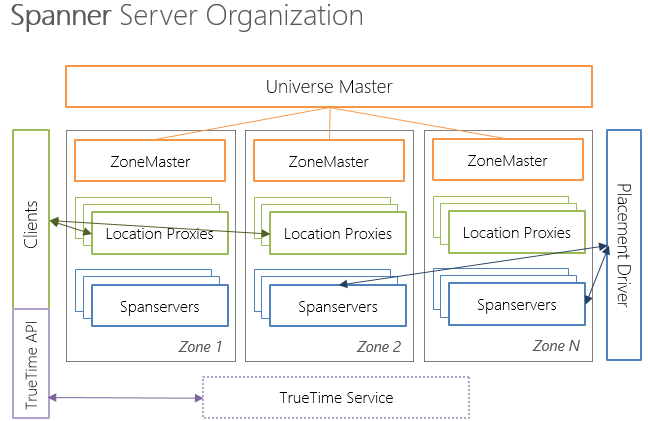 Spanner Server Organization
Universe Master
ZoneMaster
ZoneMaster
ZoneMaster
Clients
Location Proxies
Location Proxies
Location Proxies
Placement Driver
Spanservers
Spanservers
Spanservers
Zone 1
Zone 2
Zone N
TrueTime API
TrueTime Service